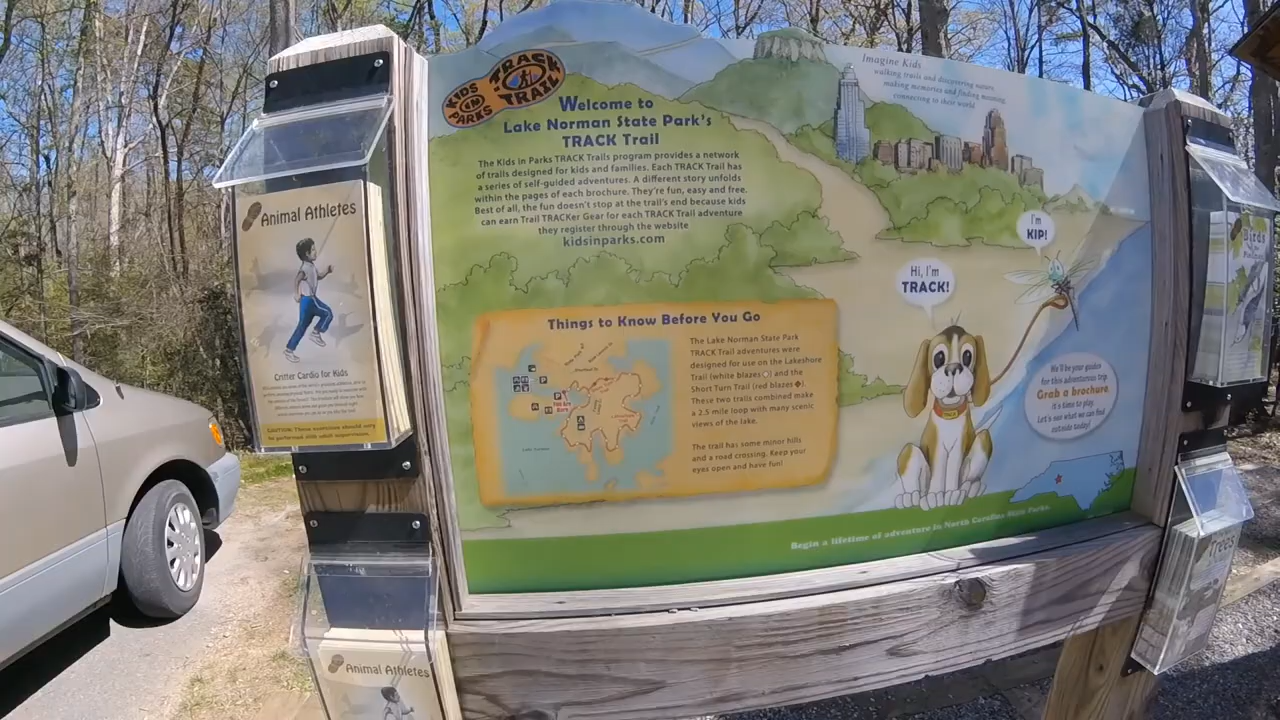 KIDS IN PARKS
TRACK TRAIL
Welcome to
Lake Norman State Park's
TRACK Trail
The Kids in Parks TRACK Trails program provides a network
of trails designed for kids and families. Each TRACK Trail has
a series of self-guided adventures. A different story unfolds
within the pages of each brochure. They're fun, easy and free.
Best of all, the fun doesn't stop at the trail's end because kids
can earn Trail TRACKer Gear for each TRACK Trail adventure
they register through the website
kidsinparks.com
Imagine Kids
walking trails and discovering nature,
making memories and finding meaning,
connecting to their world
I'm
KIP!
Hi, I'm
TRACK!
We'll be your guides
for this adventurous trip.
Grab a brochure,
it's time to play.
Let's see what we can find
outside today!
Things to Know Before You Go
The Lake Norman State Park
TRACK Trail adventures were
designed for use on the Lakeshore
Trail (white blazes ◇) and the
Short Turn Trail (red blazes ◆).
These two trails combined make
a 2.5 mile loop with many scenic
views of the lake.
The trail has some minor hills
and a road crossing. Keep your
eyes open and have fun!
You Are
Here
Begin a lifetime of adventure in North Carolina State Parks.
Animal Athletes
Critter Cardio for Kids
CAUTION: These exercises should only
be performed with adult supervision.
Animal Athletes
Birds
Trees